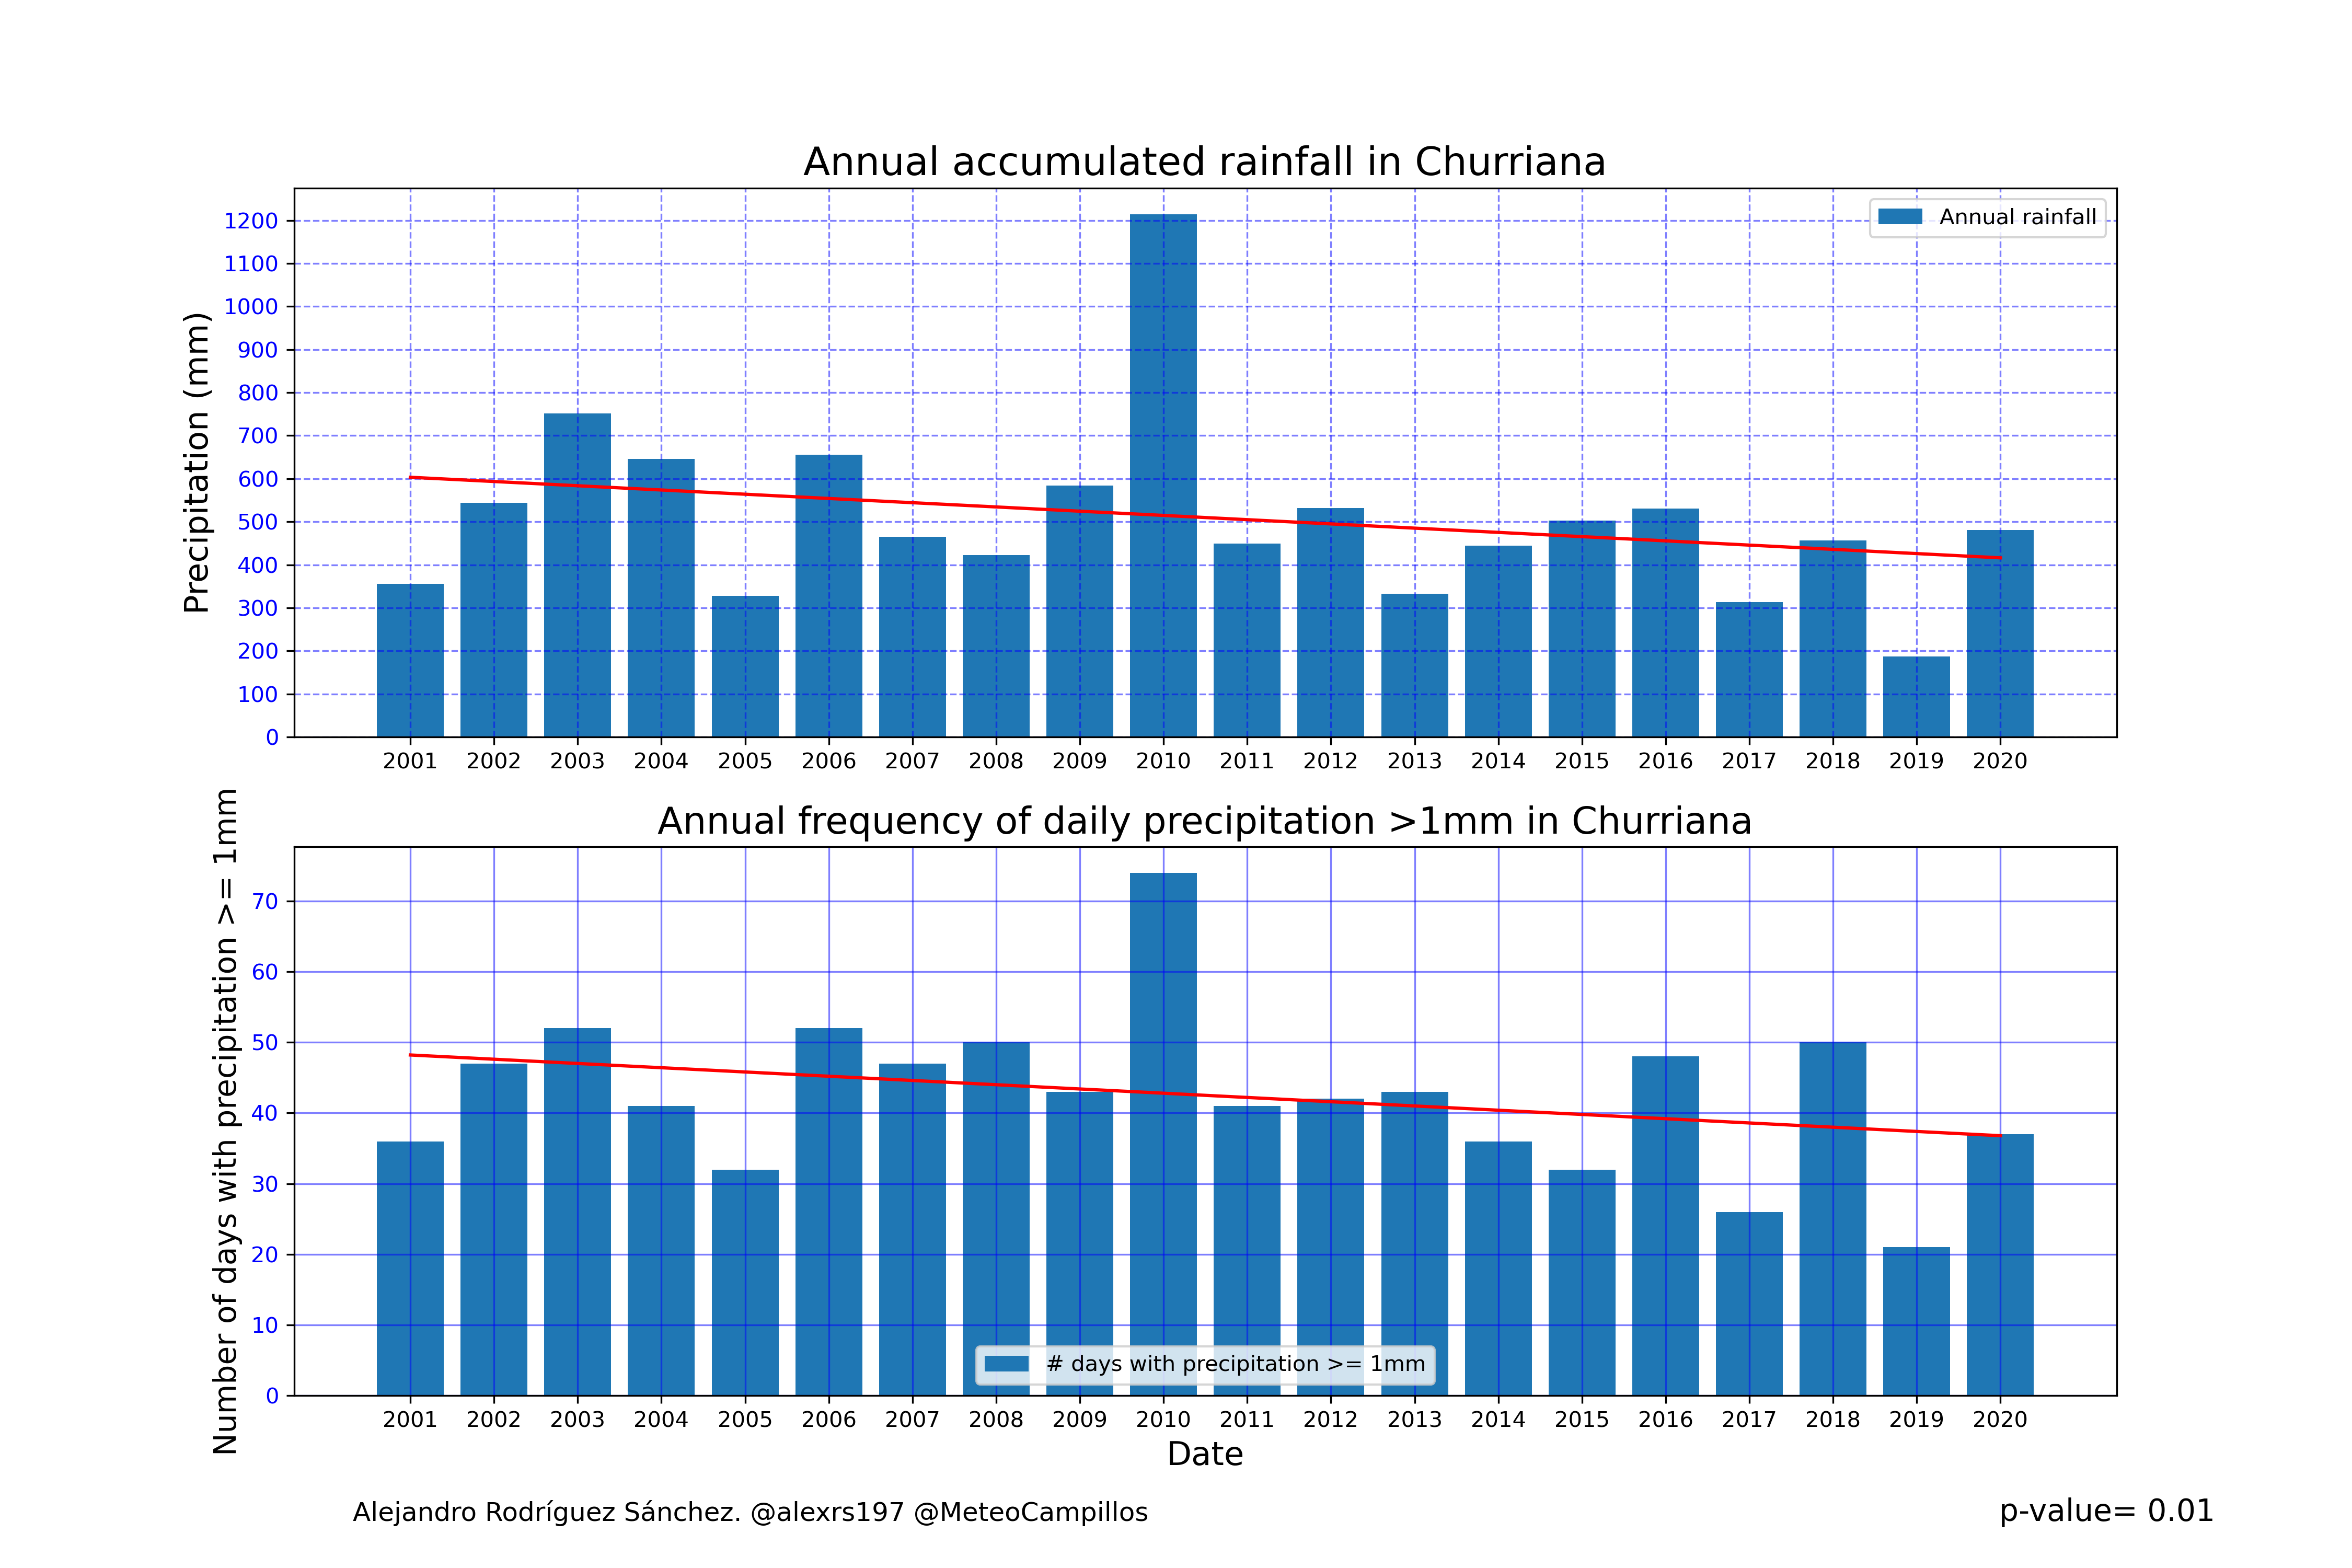 Annual accumulated rainfall in Churriana
Precipitation (mm)
1200
1100
1000
900
800
700
600
500
400
300
200
100
0
Annual rainfall
2001 2002 2003 2004 2005 2006 2007 2008 2009 2010 2011 2012 2013 2014 2015 2016 2017 2018 2019 2020
Annual frequency of daily precipitation >1mm in Churriana
Number of days with precipitation >= 1mm
70
60
50
40
30
20
10
0
# days with precipitation >= 1mm
2001 2002 2003 2004 2005 2006 2007 2008 2009 2010 2011 2012 2013 2014 2015 2016 2017 2018 2019 2020
Date
Alejandro Rodríguez Sánchez. @alexrs197 @MeteoCampillos
p-value= 0.01